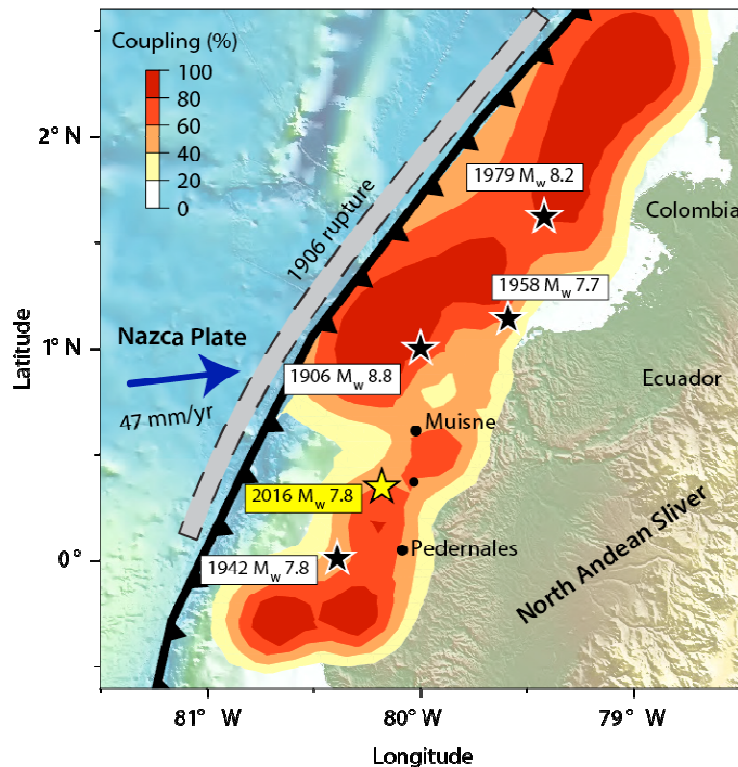 Coupling (%)
100
80
60
40
20
0
2° N
1° N
0°
Latitude
1906 rupture
1979 Mw 8.2
Colombia
1958 Mw 7.7
Nazca Plate
47 mm/yr
1906 Mw 8.8
Ecuador
Muisne
2016 Mw 7.8
Pedernales
1942 Mw 7.8
North Andean Sliver
81° W
80° W
79° W
Longitude